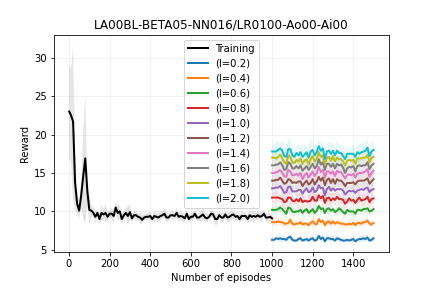 LA00BL-BETA05-NN016/LR0100-Ao00-Ai00
Reward
30
25
20
15
10
5
Training
(l=0.2)
(l=0.4)
(l=0.6)
(l=0.8)
(l=1.0)
(l=1.2)
(l=1.4)
(l=1.6)
(l=1.8)
(l=2.0)
0 200 400 600 800 1000 1200 1400
Number of episodes